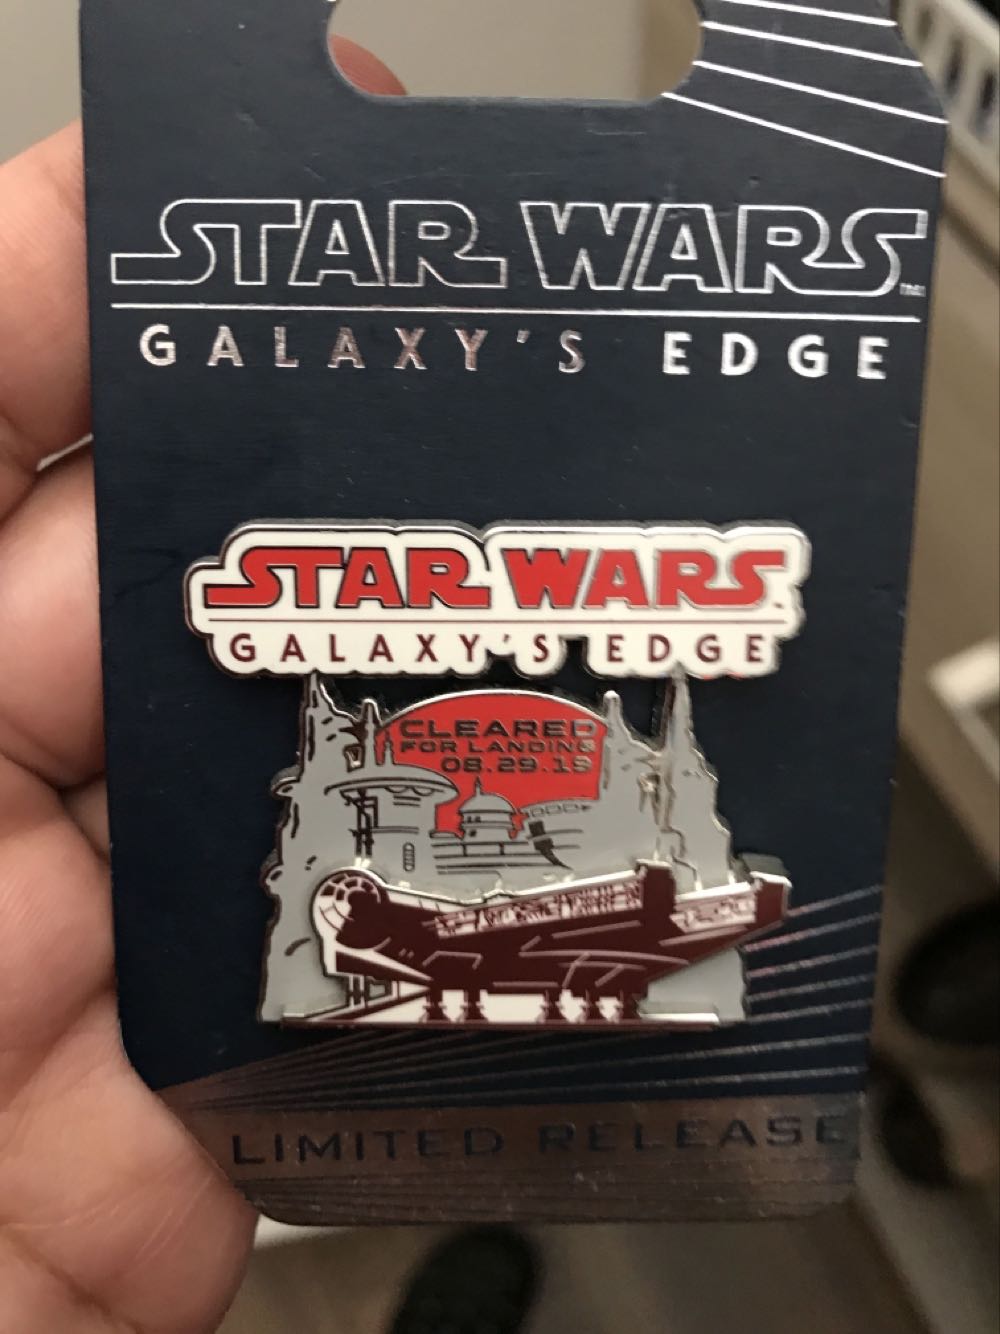 STAR WARS
GALAXY'S EDGE
STAR WARS
GALAXY'S EDGE
CLEARED
FOR LANDING
08.29.19
LIMITED RELEASE